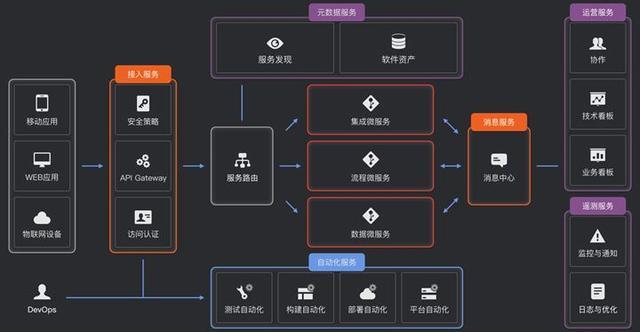 元数据服务
服务发现
软件资产
运营服务
协作
技术看板
业务看板
接入服务
移动应用
WEB应用
物联网设备
安全策略
API Gateway
访问认证
服务路由
集成微服务
流程微服务
数据微服务
消息服务
消息中心
遥测服务
监控与通知
日志与优化
自动化服务
测试自动化
构建自动化
部署自动化
平台自动化
DevOps